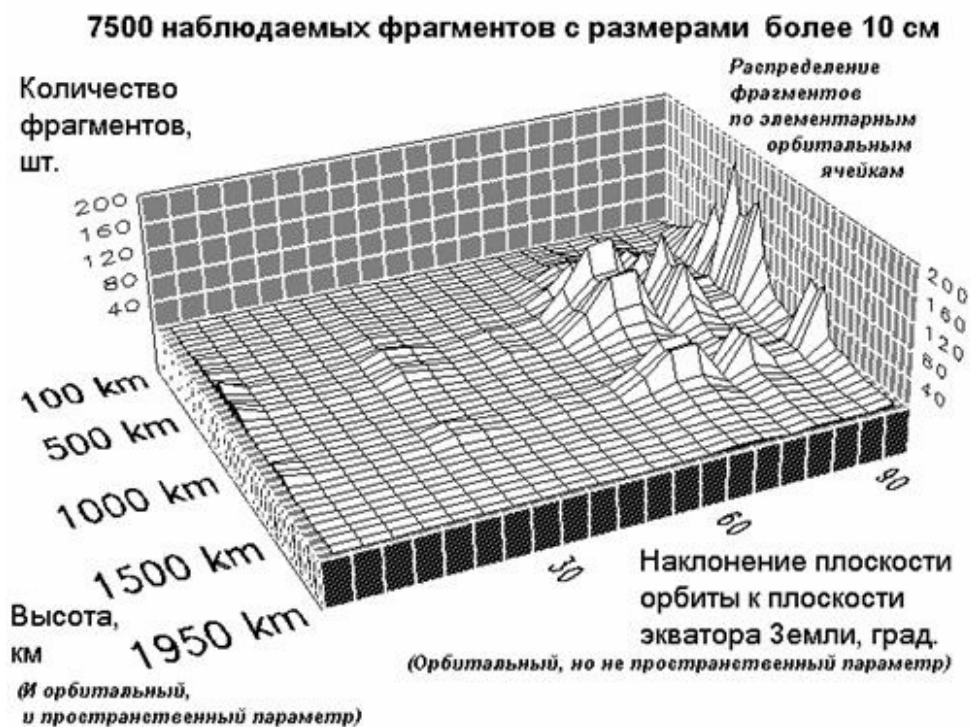 7500 наблюдаемых фрагментов с размерами более 10 см
Количество
фрагментов,
шт.
Распределение
фрагментов
по элементарным
орбитальным
ячейкам
200
160
120
80
40
200
160
120
80
40
100 km
500 km
1000 km
1500 km
1950 km
30
60
90
Высота,
км
(И орбитальный,
и пространственный параметр)
Наклонение плоскости
орбиты к плоскости
экватора Земли, град.
(Орбитальный, но не пространственный параметр)